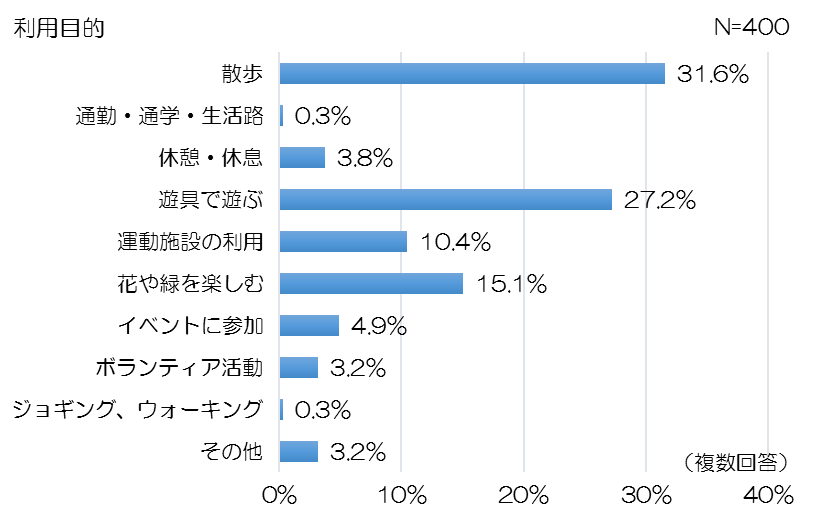 利用目的 N=400
散歩 31.6%
通勤・通学・生活路 0.3%
休憩・休息 3.8%
遊具で遊ぶ 27.2%
運動施設の利用 10.4%
花や緑を楽しむ 15.1%
イベントに参加 4.9%
ボランティア活動 3.2%
ジョギング、ウォーキング 0.3%
その他 3.2%
（複数回答）
0% 10% 20% 30% 40%